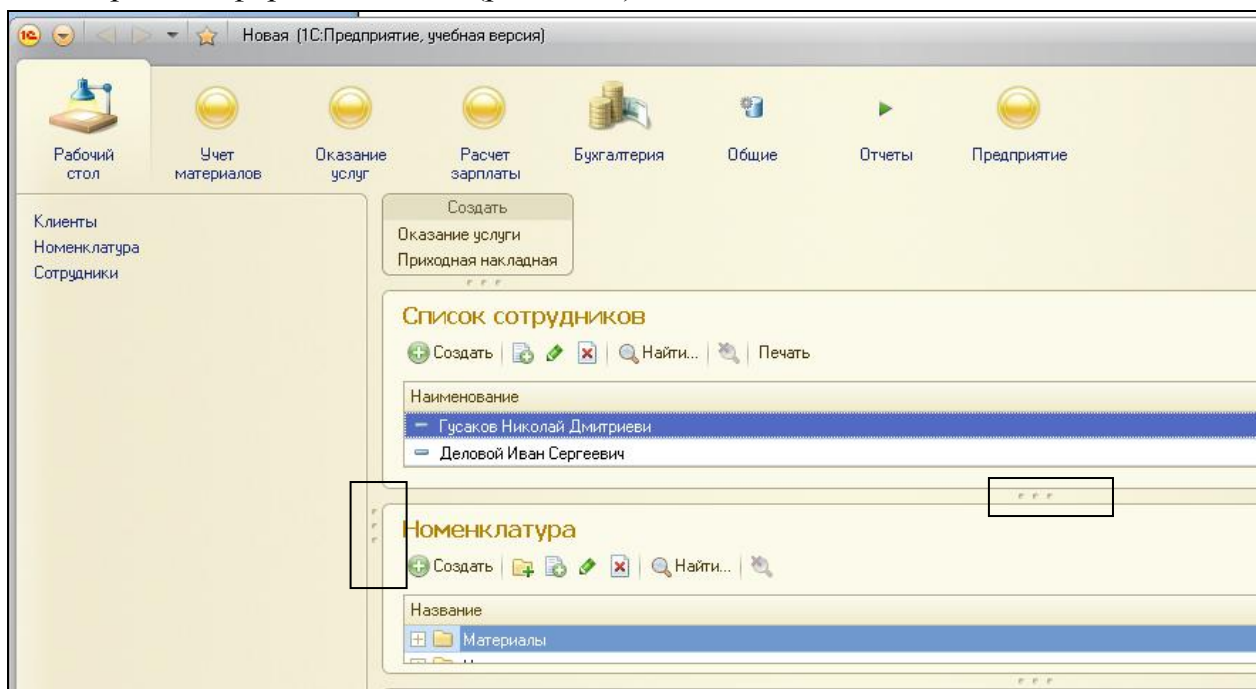 Новая (1С:Предприятие, учебная версия)
Рабочий стол
Учет материалов
Оказание услуг
Расчет зарплаты
Бухгалтерия
Общие
Отчеты
Предприятие
Клиенты
Номенклатура
Сотрудники
Создать
Оказание услуги
Приходная накладная
Список сотрудников
Создать Найти... Печать
Наименование
Гусаков Николай Дмитриеви
Деловой Иван Сергеевич
Номенклатура
Создать Найти...
Название
Материалы